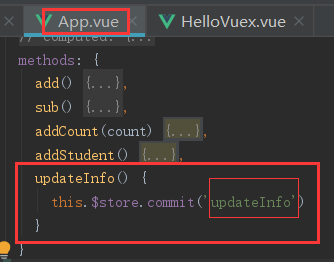 App.vue
HelloVuex.vue
// computed: {...
methods: {
add() {...},
sub() {...},
addCount(count) {...},
addStudent() {...},
updateInfo() {
this.$store.commit('updateInfo')
}
}